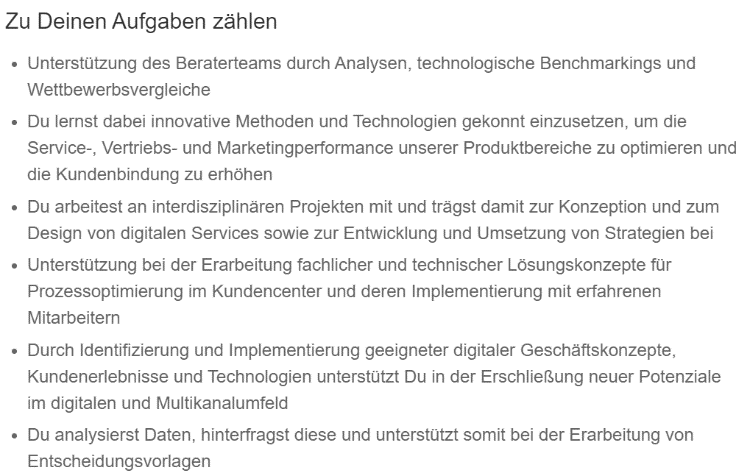 Zu Deinen Aufgaben zählen
• Unterstützung des Beraterteams durch Analysen, technologische Benchmarkings und
Wettbewerbsvergleiche
• Du lernst dabei innovative Methoden und Technologien gekonnt einzusetzen, um die
Service-, Vertriebs- und Marketingperformance unserer Produktbereiche zu optimieren und
die Kundenbindung zu erhöhen
• Du arbeitest an interdisziplinären Projekten mit und trägst damit zur Konzeption und zum
Design von digitalen Services sowie zur Entwicklung und Umsetzung von Strategien bei
• Unterstützung bei der Erarbeitung fachlicher und technischer Lösungskonzepte für
Prozessoptimierung im Kundencenter und deren Implementierung mit erfahrenen
Mitarbeitern
• Durch Identifizierung und Implementierung geeigneter digitaler Geschäftskonzepte,
Kundenerlebnisse und Technologien unterstützt Du in der Erschließung neuer Potenziale
im digitalen und Multikanalumfeld
• Du analysierst Daten, hinterfragst diese und unterstützt somit bei der Erarbeitung von
Entscheidungsvorlagen